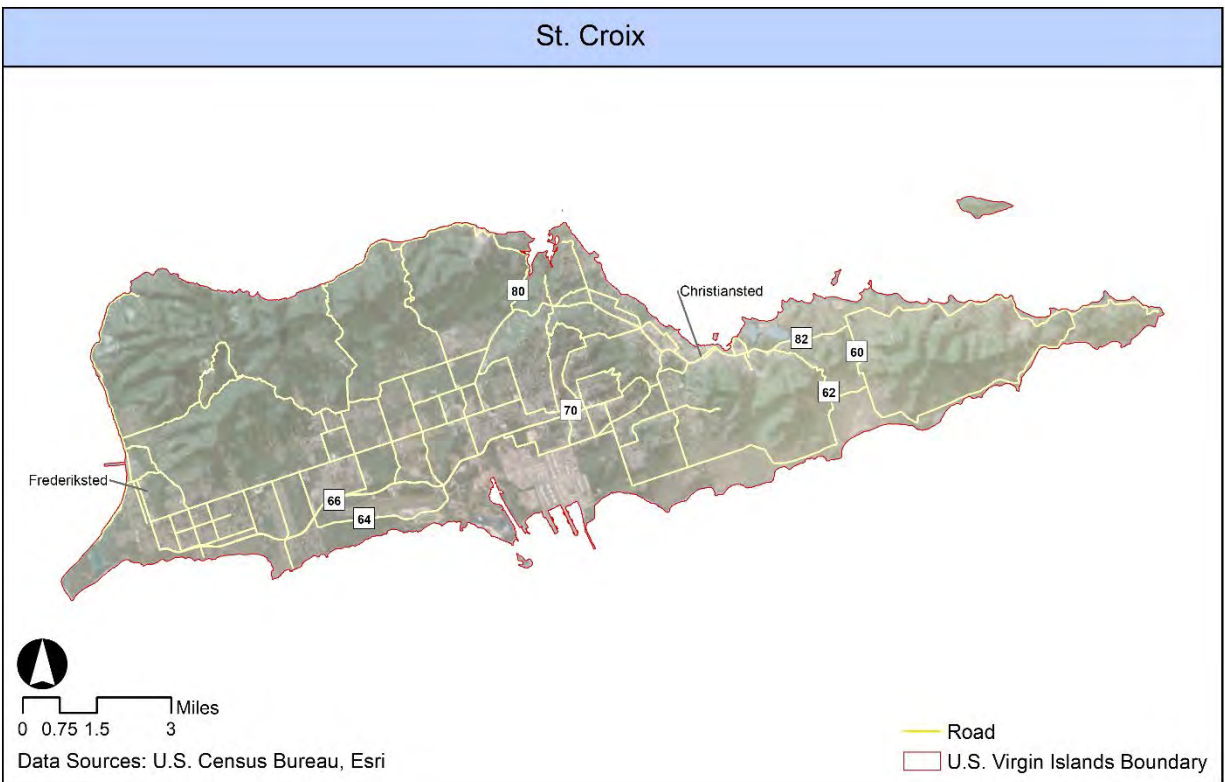 St. Croix
80
Christiansted
82
60
62
70
Frederiksted
66
64
Miles
0 0.75 1.5 3
Data Sources: U.S. Census Bureau, Esri
Road
U.S. Virgin Islands Boundary